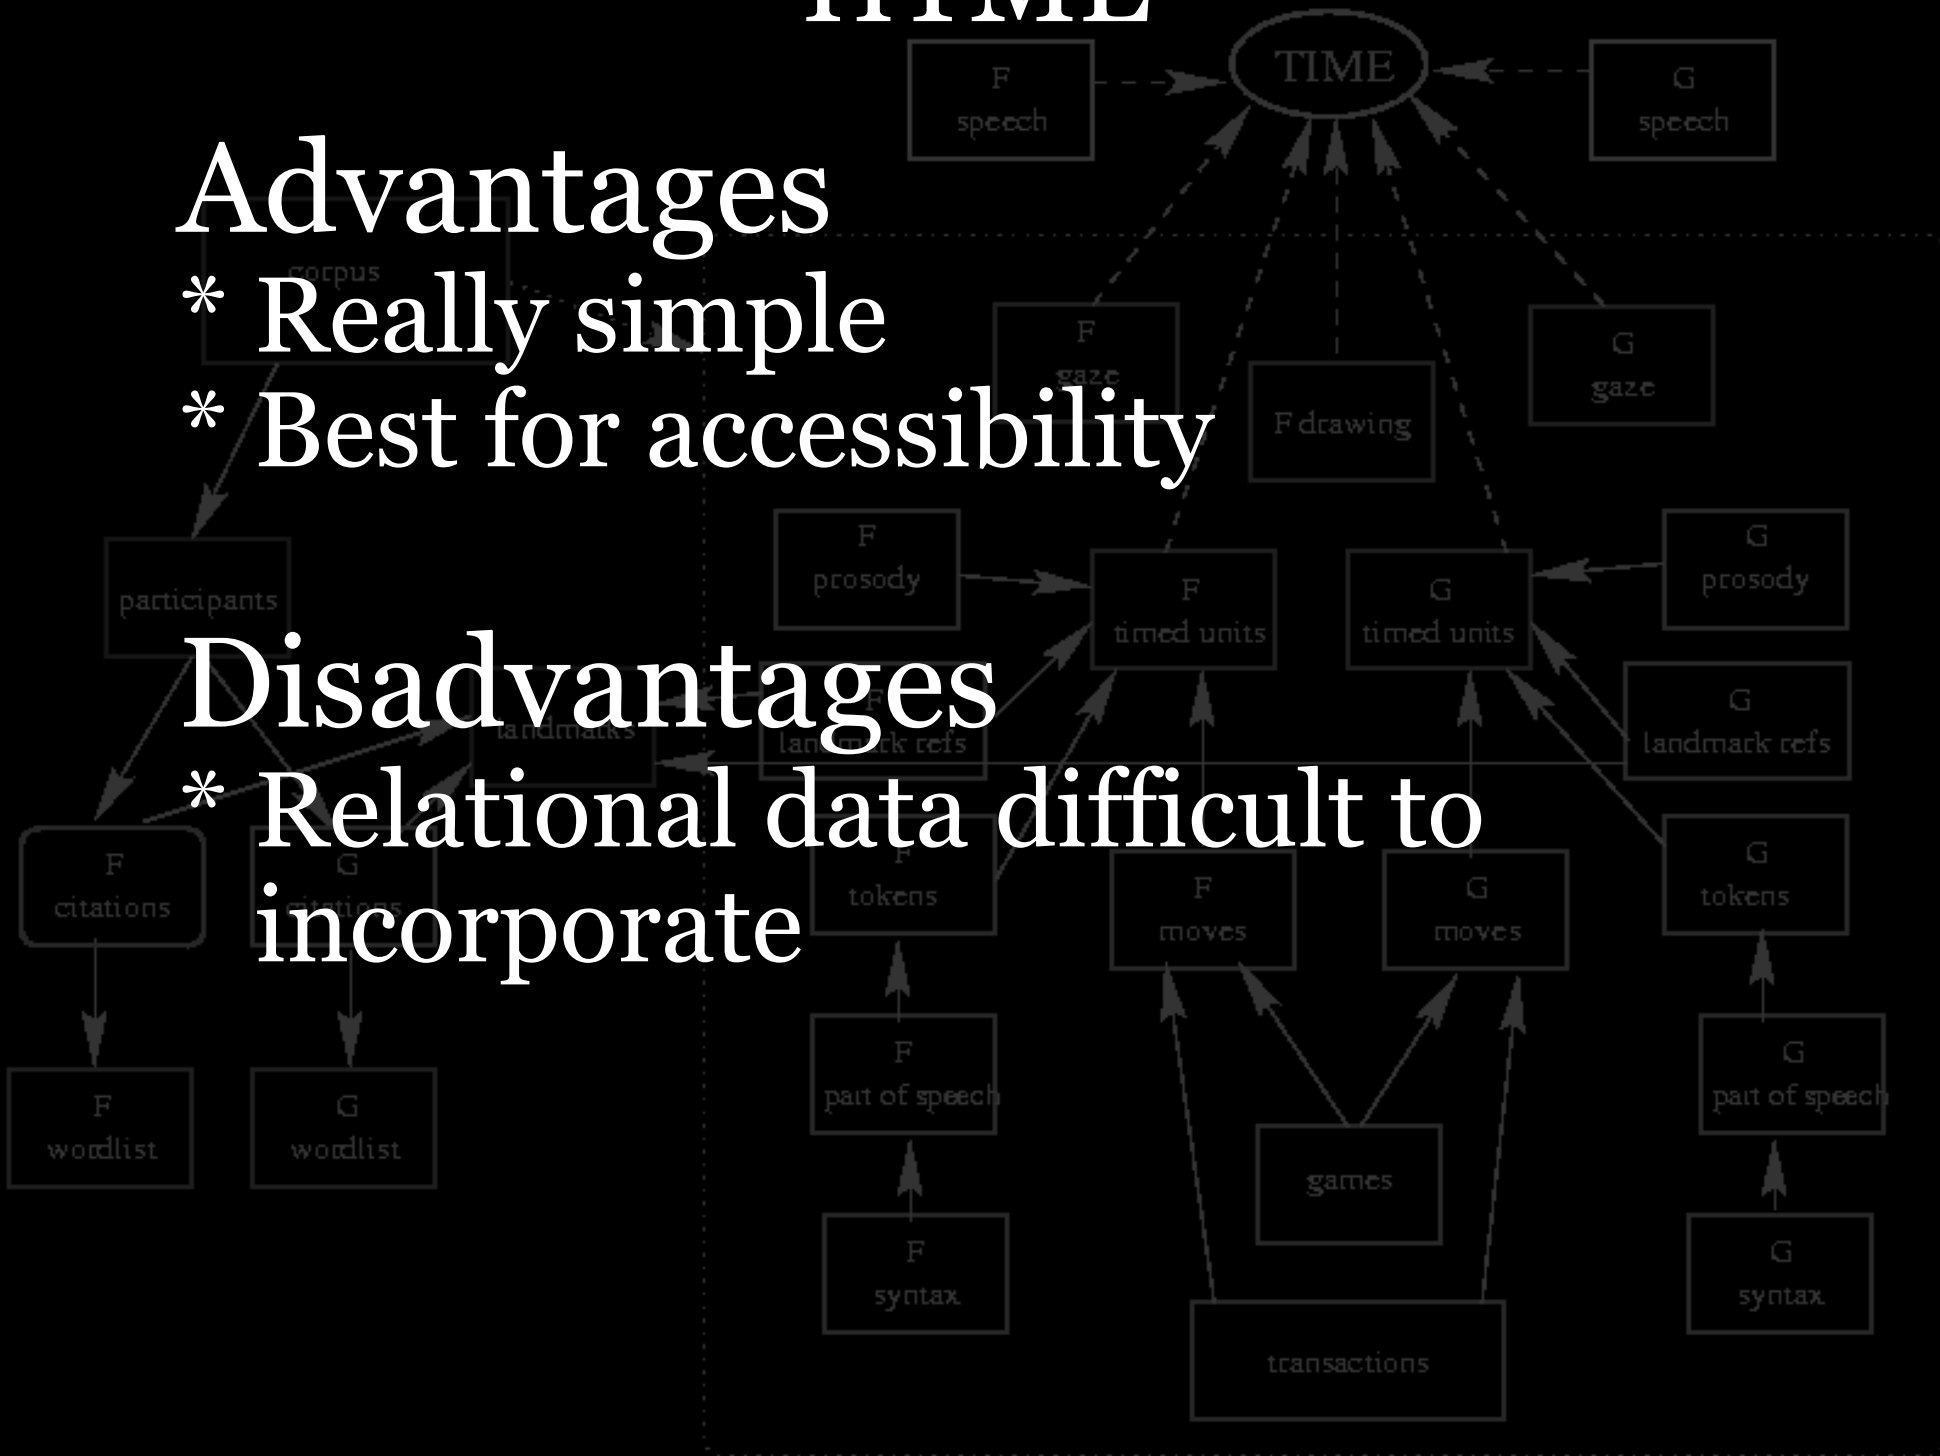 HTML
Advantages
* Really simple
* Best for accessibility
Disadvantages
* Relational data difficult to
incorporate
TIME
F
speech
G
speech
corpus
F
gaze
G
gaze
F drawing
F
prosody
G
prosody
participants
F
timed units
G
timed units
landmarks
F
landmark refs
G
landmark refs
F
citations
G
citations
F
tokens
F
moves
G
moves
G
tokens
F
part of speech
G
part of speech
F
wordlist
G
wordlist
games
F
syntax
G
syntax
transactions